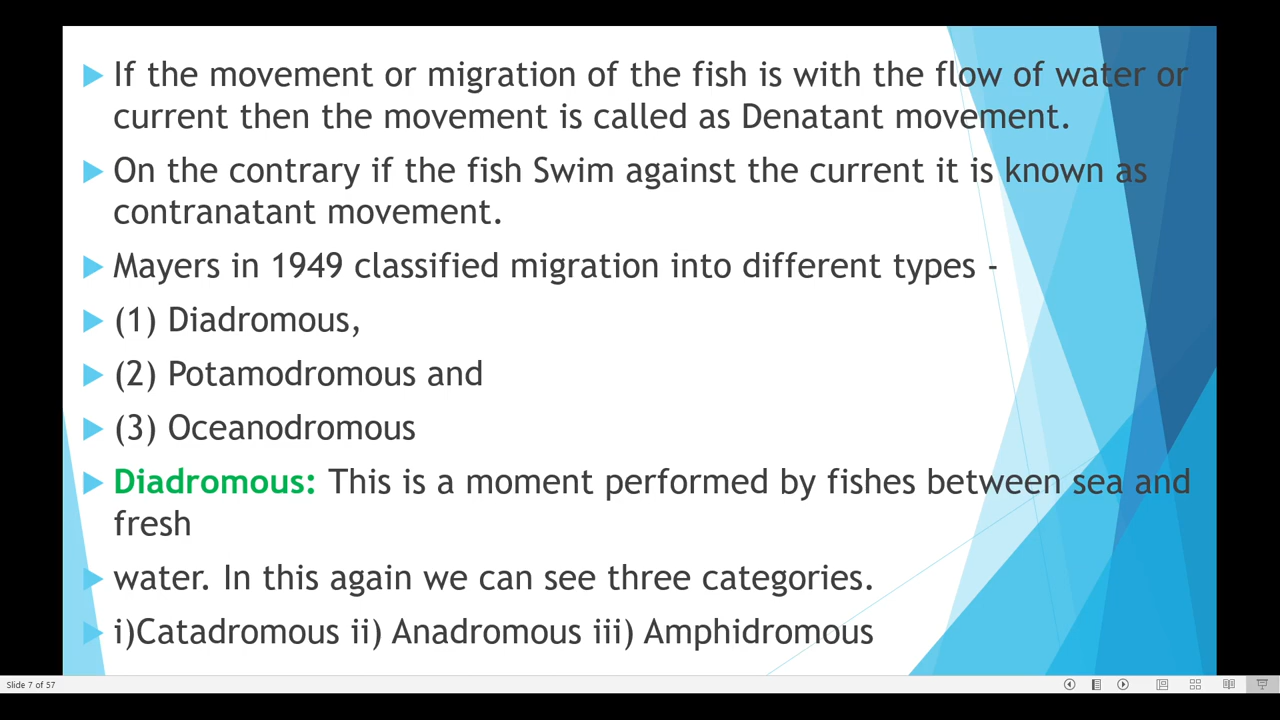 If the movement or migration of the fish is with the flow of water or
current then the movement is called as Denatant movement.
On the contrary if the fish Swim against the current it is known as
contranatant movement.
Mayers in 1949 classified migration into different types -
(1) Diadromous,
(2) Potamodromous and
(3) Oceanodromous
Diadromous: This is a moment performed by fishes between sea and
fresh
water. In this again we can see three categories.
i)Catadromous ii) Anadromous iii) Amphidromous
Slide 7 of 57